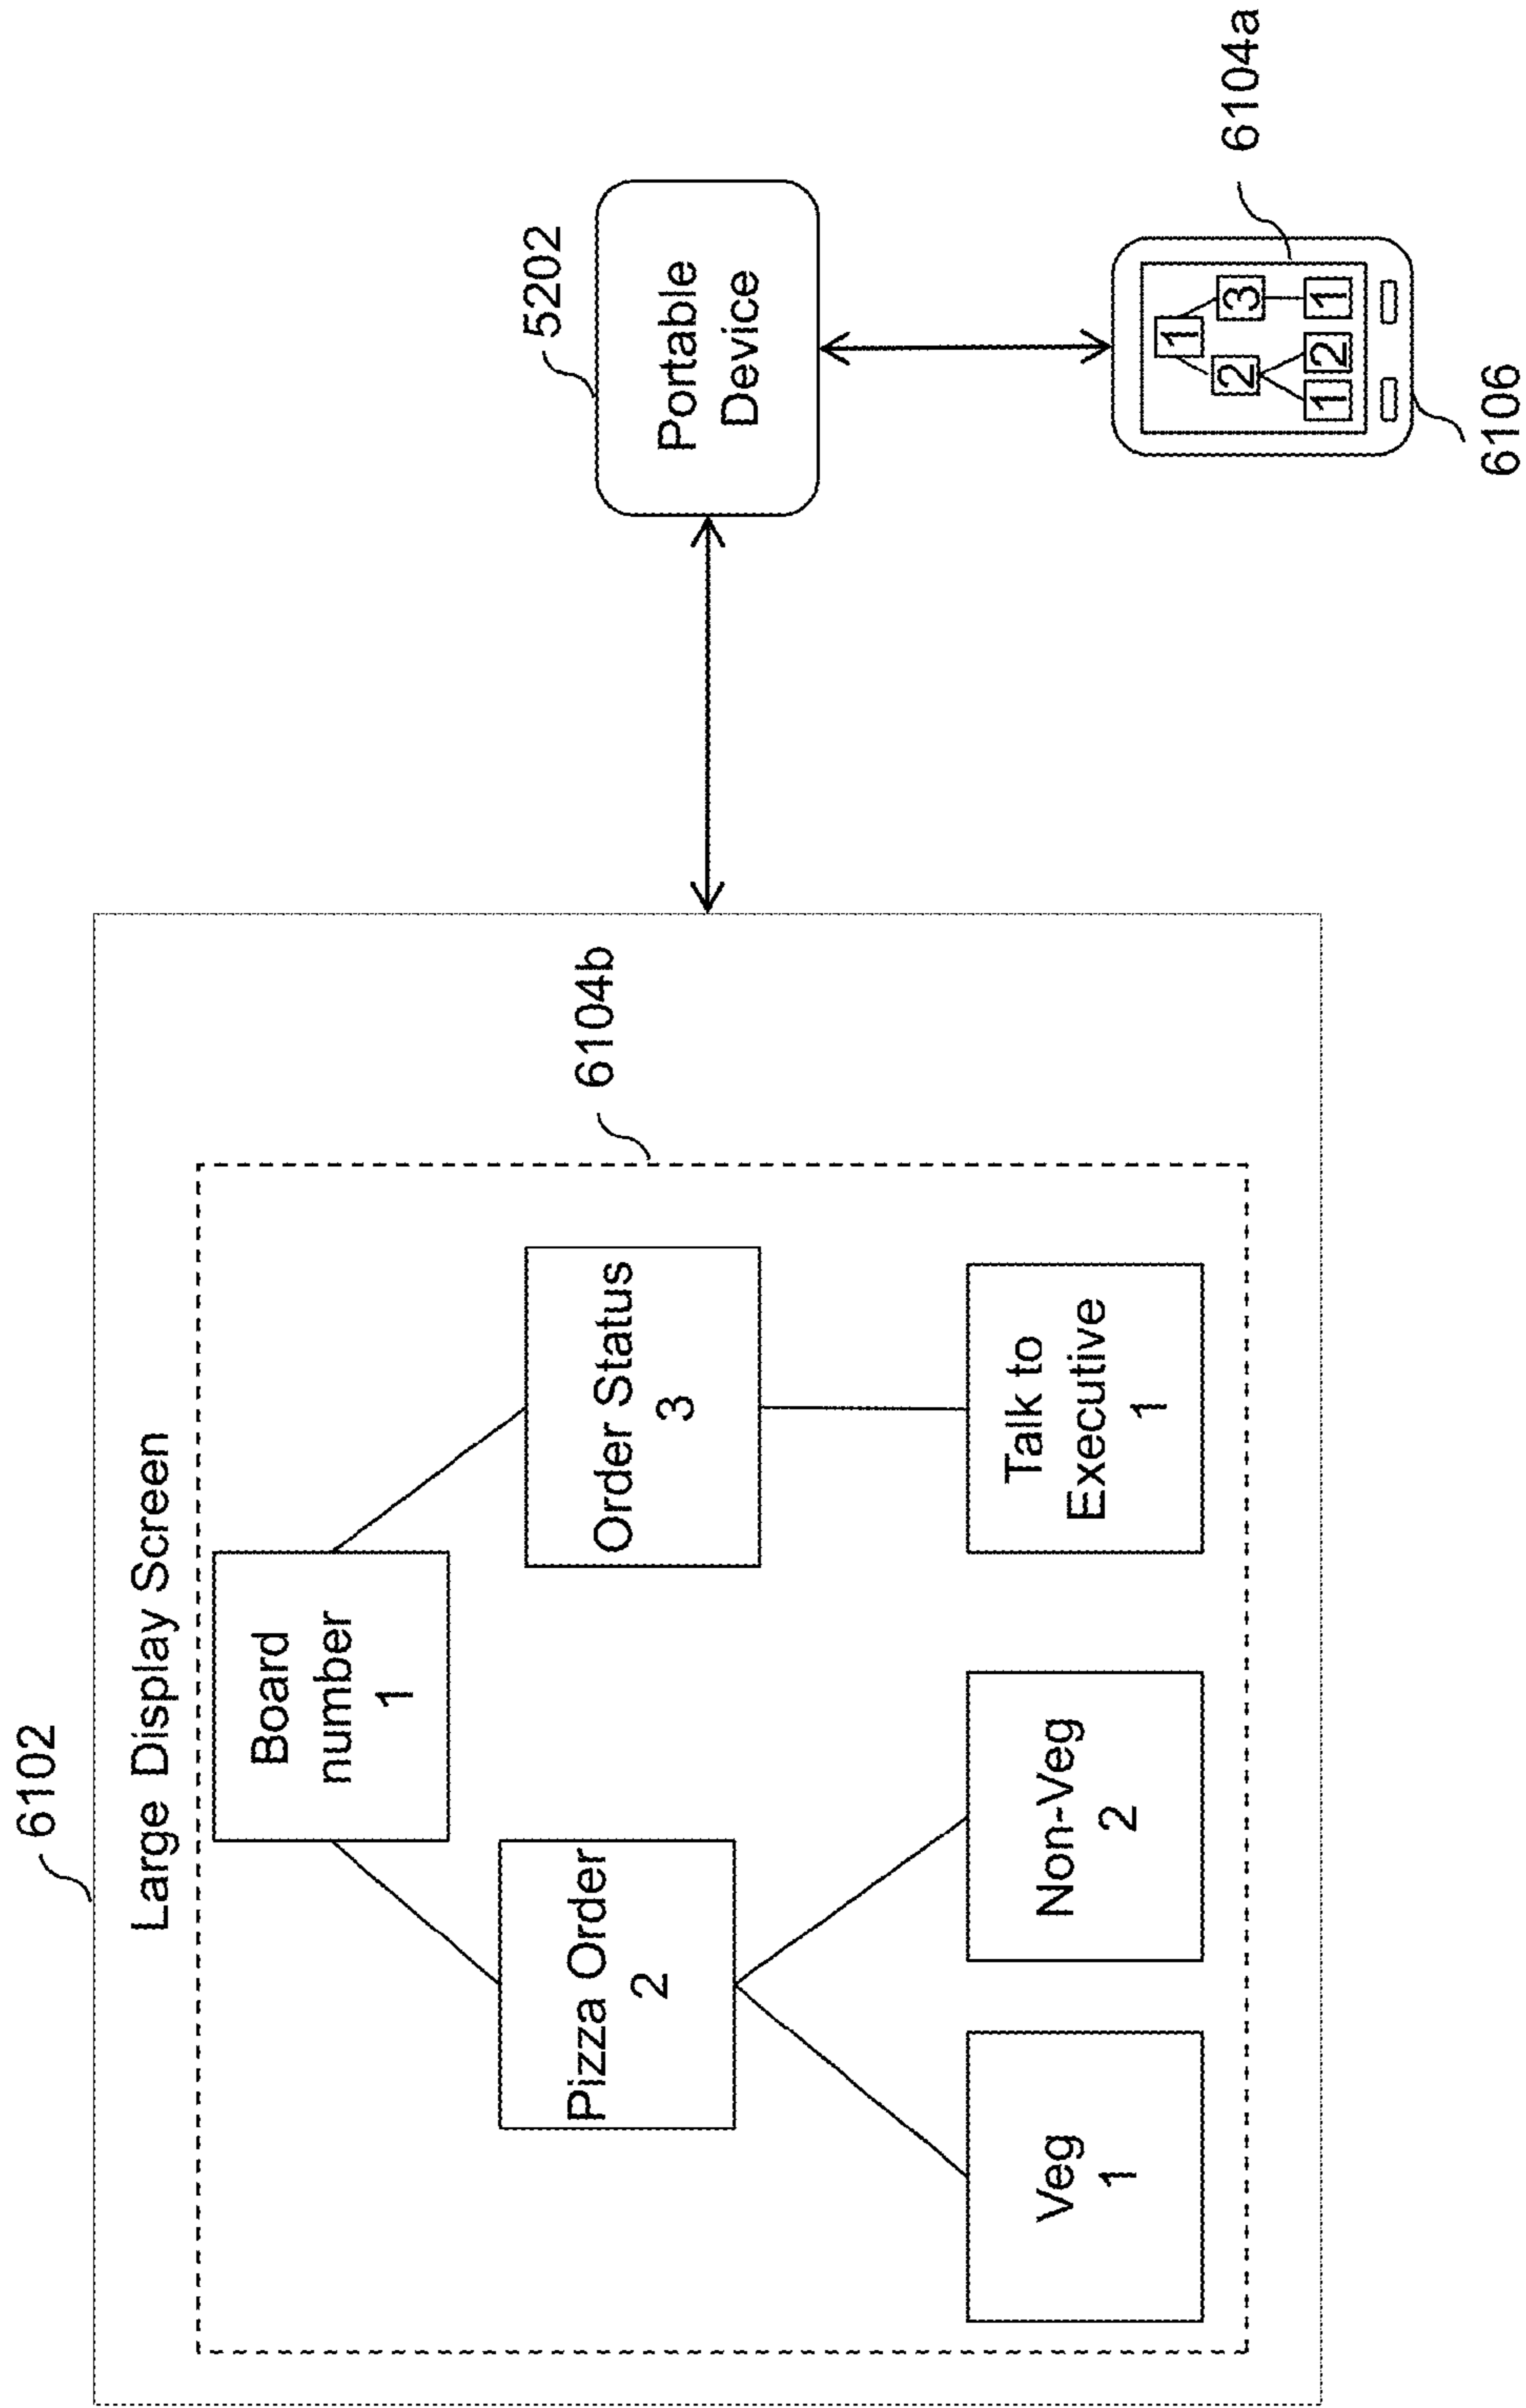 6102
Large Display Screen
Board
number
1
Pizza Order
2
Order Status
3
Veg
1
Non-Veg
2
Talk to
Executive
1
6104b
5202
Portable
Device
1
2
3
1
2
1
6104a
6106